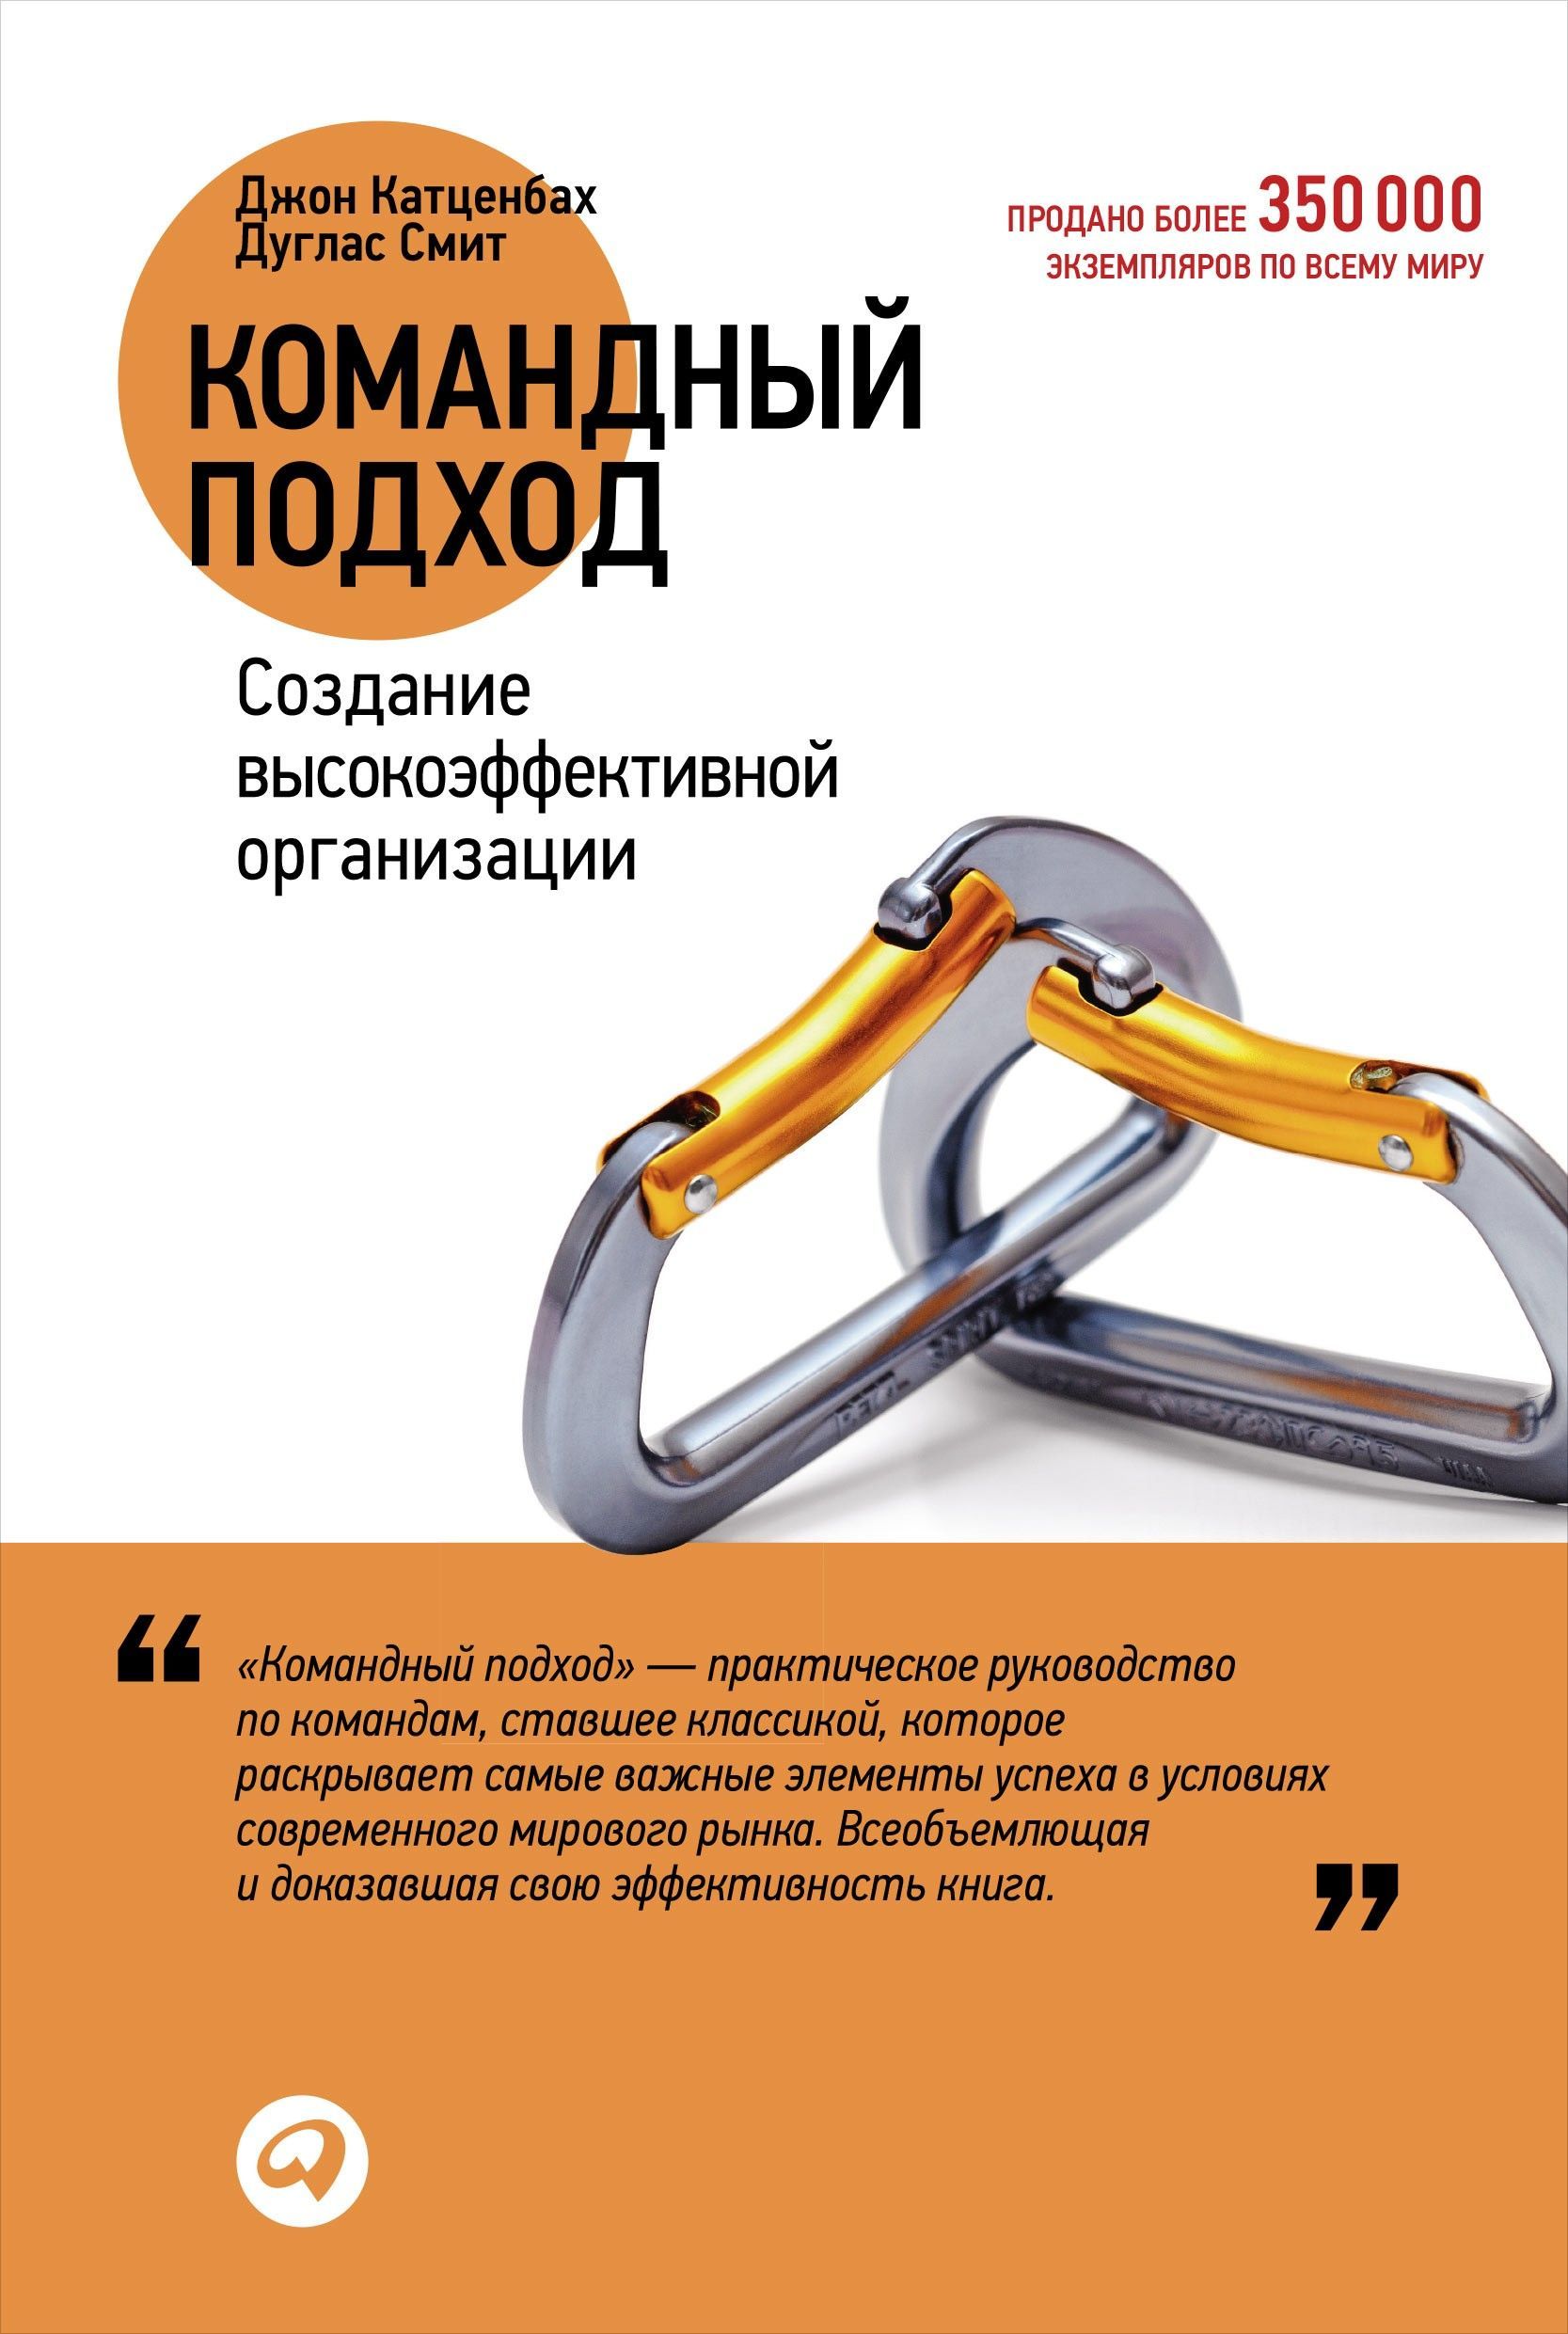 Джон Катценбах
Дуглас Смит
ПРОДАНО БОЛЕЕ 350 000
ЭКЗЕМПЛЯРОВ ПО ВСЕМУ МИРУ
КОМАНДНЫЙ
ПОДХОД
Создание
высокоэффективной
организации
PETZL
“ «Командный подход» — практическое руководство
по командам, ставшее классикой, которое
раскрывает самые важные элементы успеха в условиях
современного мирового рынка. Всеобъемлющая
и доказавшая свою эффективность книга. ”